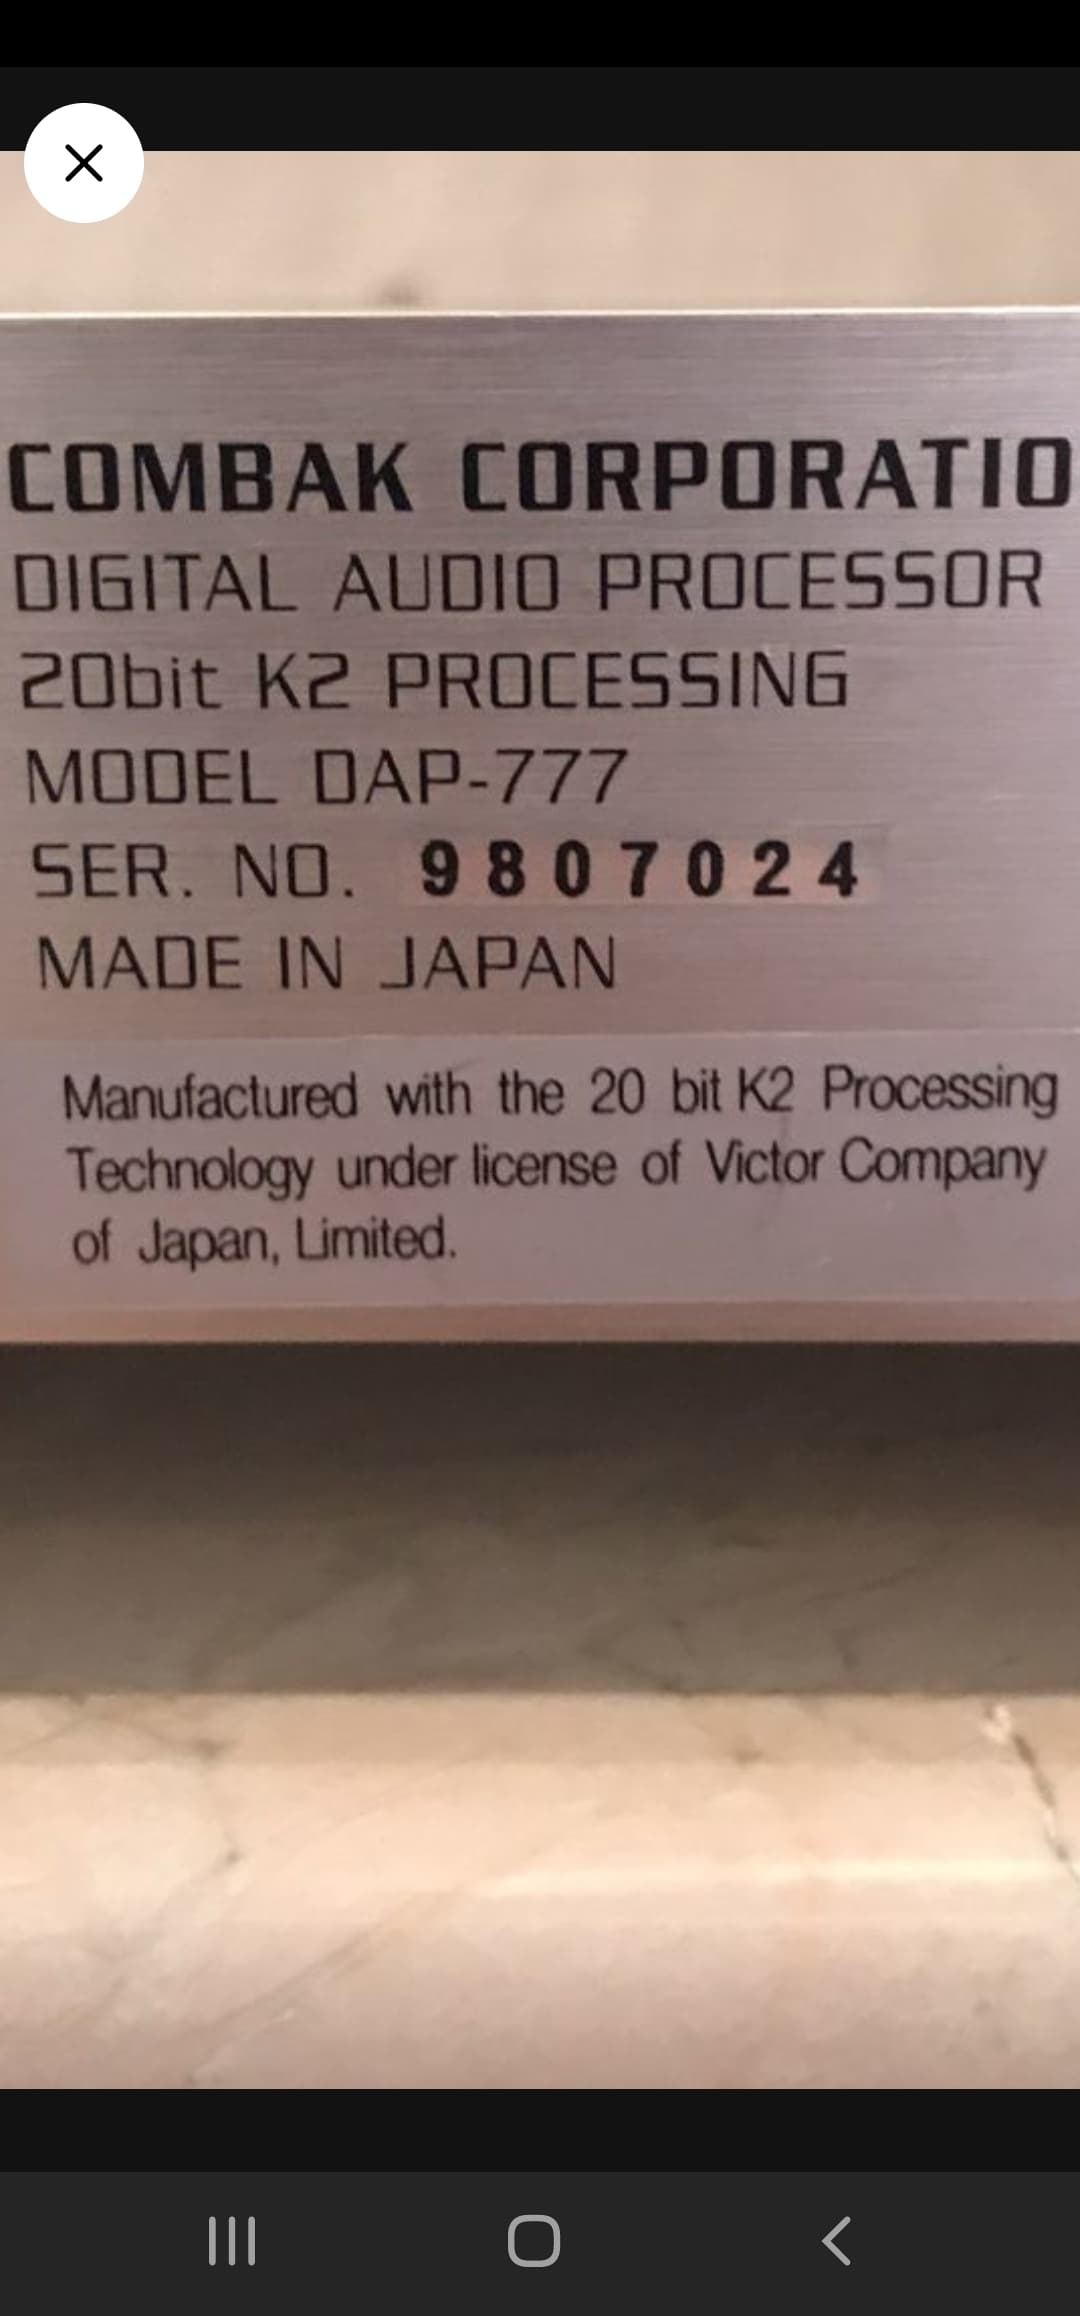 COMBAK CORPORATIO
DIGITAL AUDIO PROCESSOR
20bit K2 PROCESSING
MODEL DAP-777
SER. NO. 9807024
MADE IN JAPAN
Manufactured with the 20 bit K2 Processing
Technology under license of Victor Company
of Japan, Limited.